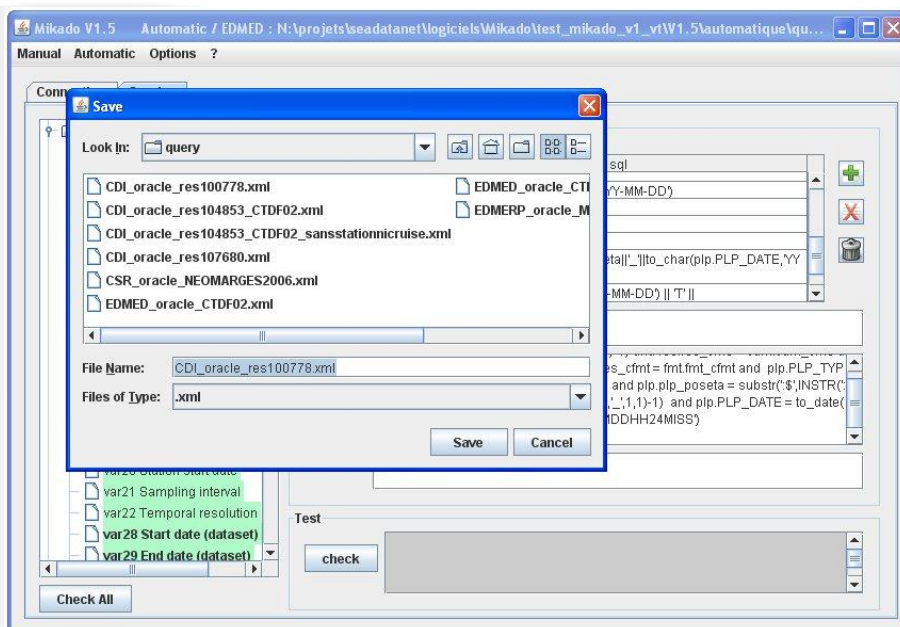 Mikado V1.5 Automatic / EDMED : N:\projets\seadatanet\logiciels\Mikado\test_mikado_v1_vt\V1.5\automatique\qu...
Manual Automatic Options ?
Save
Look In: query
CDI_oracle_res100778.xml
CDI_oracle_res104853_CTDF02.xml
CDI_oracle_res104853_CTDF02_sansstationnicruise.xml
CDI_oracle_res107680.xml
CSR_oracle_NEOMARGES2006.xml
EDMED_oracle_CTDF02.xml
EDMED_oracle_CTI
EDMERP_oracle_M
File Name: CDI_oracle_res100778.xml
Files of Type: .xml
Save Cancel
sql
YY-MM-DD')
eta||'_'||to_char(plp.PLP_DATE,'YY
-MM-DD') || 'T' ||
es_cfmt = fmt.fmt_cfmt and plp.PLP_TYP
and plp.plp_poseta = substr(':$',INSTR(':
,'_',1,1)-1) and plp.PLP_DATE = to_date(
MDDHH24MISS')
var21 Sampling interval
var22 Temporal resolution
var28 Start date (dataset)
var29 End date (dataset)
Test
check
Check All